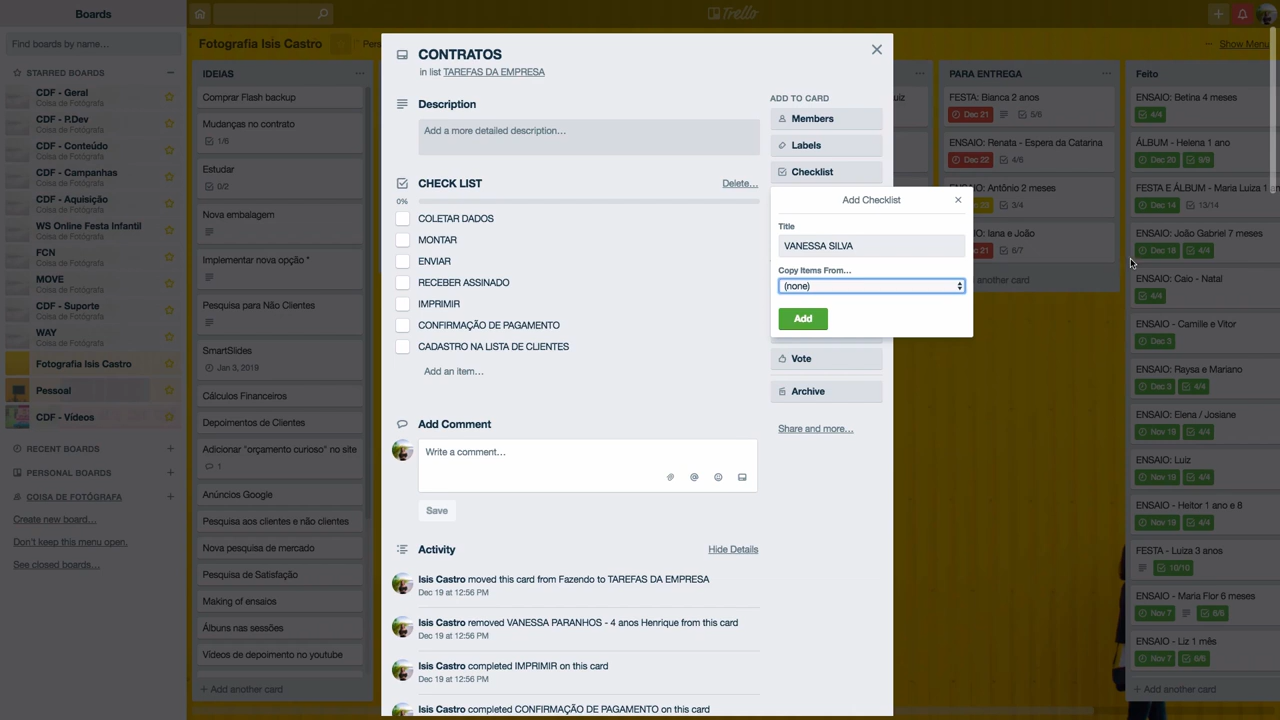 Boards
Trello
Find boards by name…
STARRED BOARDS
CDF - Geral
Coisa de Fotógrafa
CDF - P.Dev
Coisa de Fotógrafa
CDF - Conteúdo
Coisa de Fotógrafa
CDF - Campanhas
Coisa de Fotógrafa
CDF - Aquisição
Coisa de Fotógrafa
WS Online Festa Infantil
Coisa de Fotógrafa
FCN
Coisa de Fotógrafa
MOVE
Coisa de Fotógrafa
CDF - Suporte
Coisa de Fotógrafa
WAY
Coisa de Fotógrafa
Fotografia Isis Castro
Pessoal
CDF - Vídeos
RECENT BOARDS
PERSONAL BOARDS
COISA DE FOTÓGRAFA
Create new board…
Don't keep this menu open.
See closed boards…
Fotografia Isis Castro
Show Menu
IDEIAS
Comprar Flash backup
Mudanças no contrato
1/6
Estudar
0/2
Nova embalagem
Implementar nova opção *
Pesquisa para Não Clientes
SmartSlides
Jan 3, 2019
Cálculos Financeiros
Depoimentos de Clientes
Adicionar "orçamento curioso" no site
1
Anúncios Google
Pesquisa aos clientes e não clientes
Nova pesquisa de mercado
Pesquisa de Satisfação
Making of ensaios
Álbuns nas sessões
Vídeos de depoimento no youtube
+ Add another card
CONTRATOS
in list TAREFAS DA EMPRESA
Description
Add a more detailed description…
CHECK LIST
Delete…
0%
COLETAR DADOS
MONTAR
ENVIAR
RECEBER ASSINADO
IMPRIMIR
CONFIRMAÇÃO DE PAGAMENTO
CADASTRO NA LISTA DE CLIENTES
Add an item…
Add Comment
Write a comment…
Save
Activity
Hide Details
Isis Castro moved this card from Fazendo to TAREFAS DA EMPRESA
Dec 19 at 12:56 PM
Isis Castro removed VANESSA PARANHOS - 4 anos Henrique from this card
Dec 19 at 12:56 PM
Isis Castro completed IMPRIMIR on this card
Dec 19 at 12:56 PM
Isis Castro completed CONFIRMAÇÃO DE PAGAMENTO on this card
ADD TO CARD
Members
Labels
Checklist
Add Checklist
Title
VANESSA SILVA
Copy Items From…
(none)
Add
Vote
Archive
Share and more…
PARA ENTREGA
FESTA: Bianca 2 anos
Dec 21
5/6
ENSAIO: Renata - Espera da Catarina
Dec 22
4/6
ENSAIO: Antônio 2 meses
3/4
Iana e João
6/7
another card
Feito
ENSAIO: Betina 4 meses
4/4
ÁLBUM - Helena 1 ano
Dec 20
9/9
FESTA E ÁLBUM - Maria Luiza 1 an
Dec 14
13/14
ENSAIO: João Gabriel 7 meses
Dec 18
4/4
ENSAIO: Caio - Natal
4/4
ENSAIO - Camille e Vitor
Dec 3
ENSAIO: Raysa e Mariano
Dec 3
4/4
ENSAIO: Elena / Josiane
Nov 19
4/4
ENSAIO: Luiz
Nov 19
4/4
ENSAIO - Heitor 1 ano e 8
Nov 19
4/4
FESTA - Luiza 3 anos
10/10
ENSAIO - Maria Flor 6 meses
Nov 7
6/6
ENSAIO - Liz 1 mês
Nov 7
6/6
+ Add another card